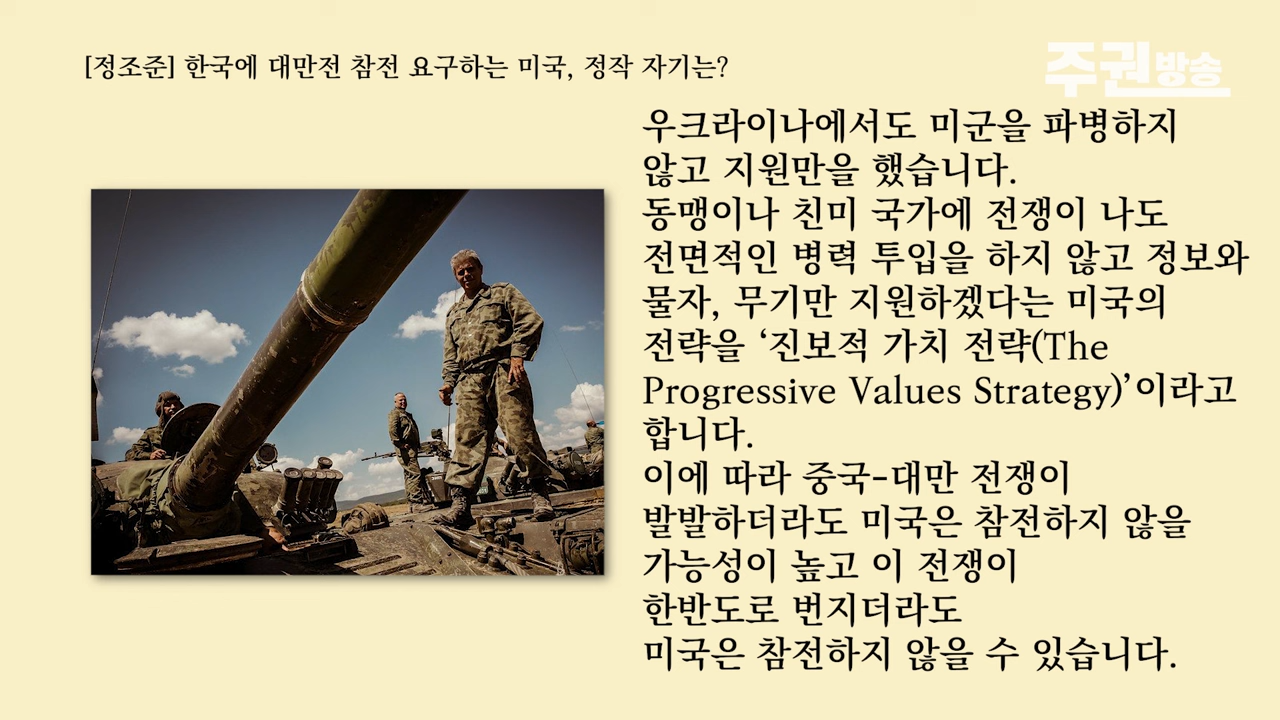 [정조준] 한국에 대만전 참전 요구하는 미국, 정작 자기는?
주권방송
우크라이나에서도 미군을 파병하지
않고 지원만을 했습니다.
동맹이나 친미 국가에 전쟁이 나도
전면적인 병력 투입을 하지 않고 정보와
물자, 무기만 지원하겠다는 미국의
전략을 ‘진보적 가치 전략(The
Progressive Values Strategy)’이라고
합니다.
이에 따라 중국-대만 전쟁이
발발하더라도 미국은 참전하지 않을
가능성이 높고 이 전쟁이
한반도로 번지더라도
미국은 참전하지 않을 수 있습니다.